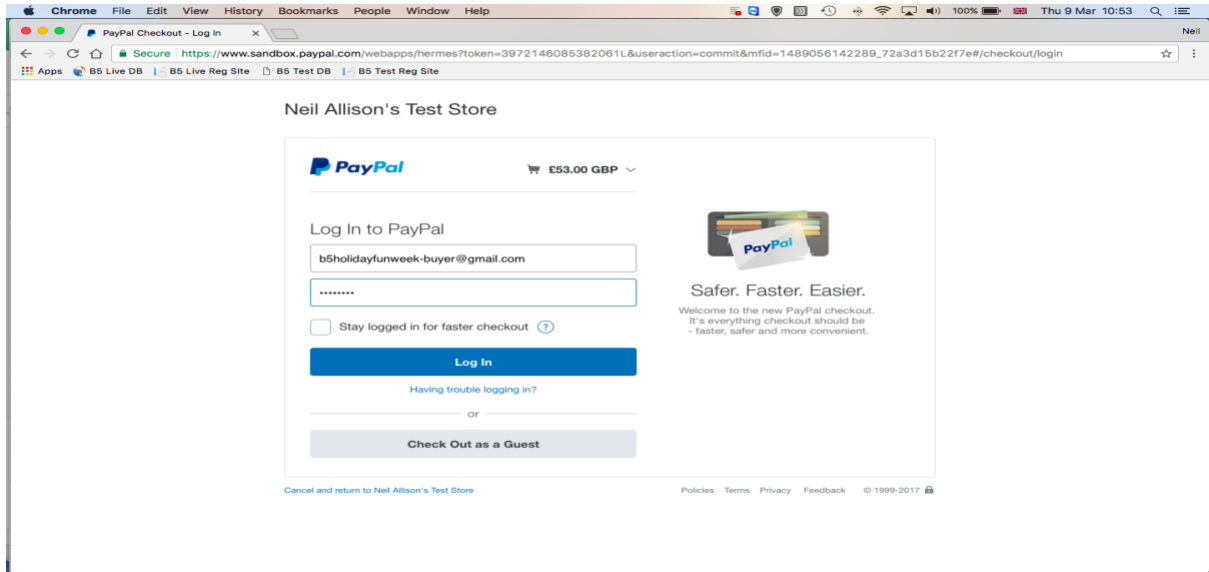 Chrome File Edit View History Bookmarks People Window Help 100% Thu 9 Mar 10:53
PayPal Checkout - Log In × Neil
Secure https://www.sandbox.paypal.com/webapps/hermes?token=3972146085382061L&useraction=commit&mfid=1489056142289_72a3d15b22f7e#/checkout/login
Apps B5 Live DB B5 Live Reg Site B5 Test DB B5 Test Reg Site
Neil Allison's Test Store
PayPal £53.00 GBP
Log In to PayPal
b5holidayfunweek-buyer@gmail.com
••••••••
Stay logged in for faster checkout ?
Log In
Having trouble logging in?
or
Check Out as a Guest
PayPal
Safer. Faster. Easier.
Welcome to the new PayPal checkout.
It's everything checkout should be
- faster, safer and more convenient.
Cancel and return to Neil Allison's Test Store
Policies Terms Privacy Feedback © 1999-2017